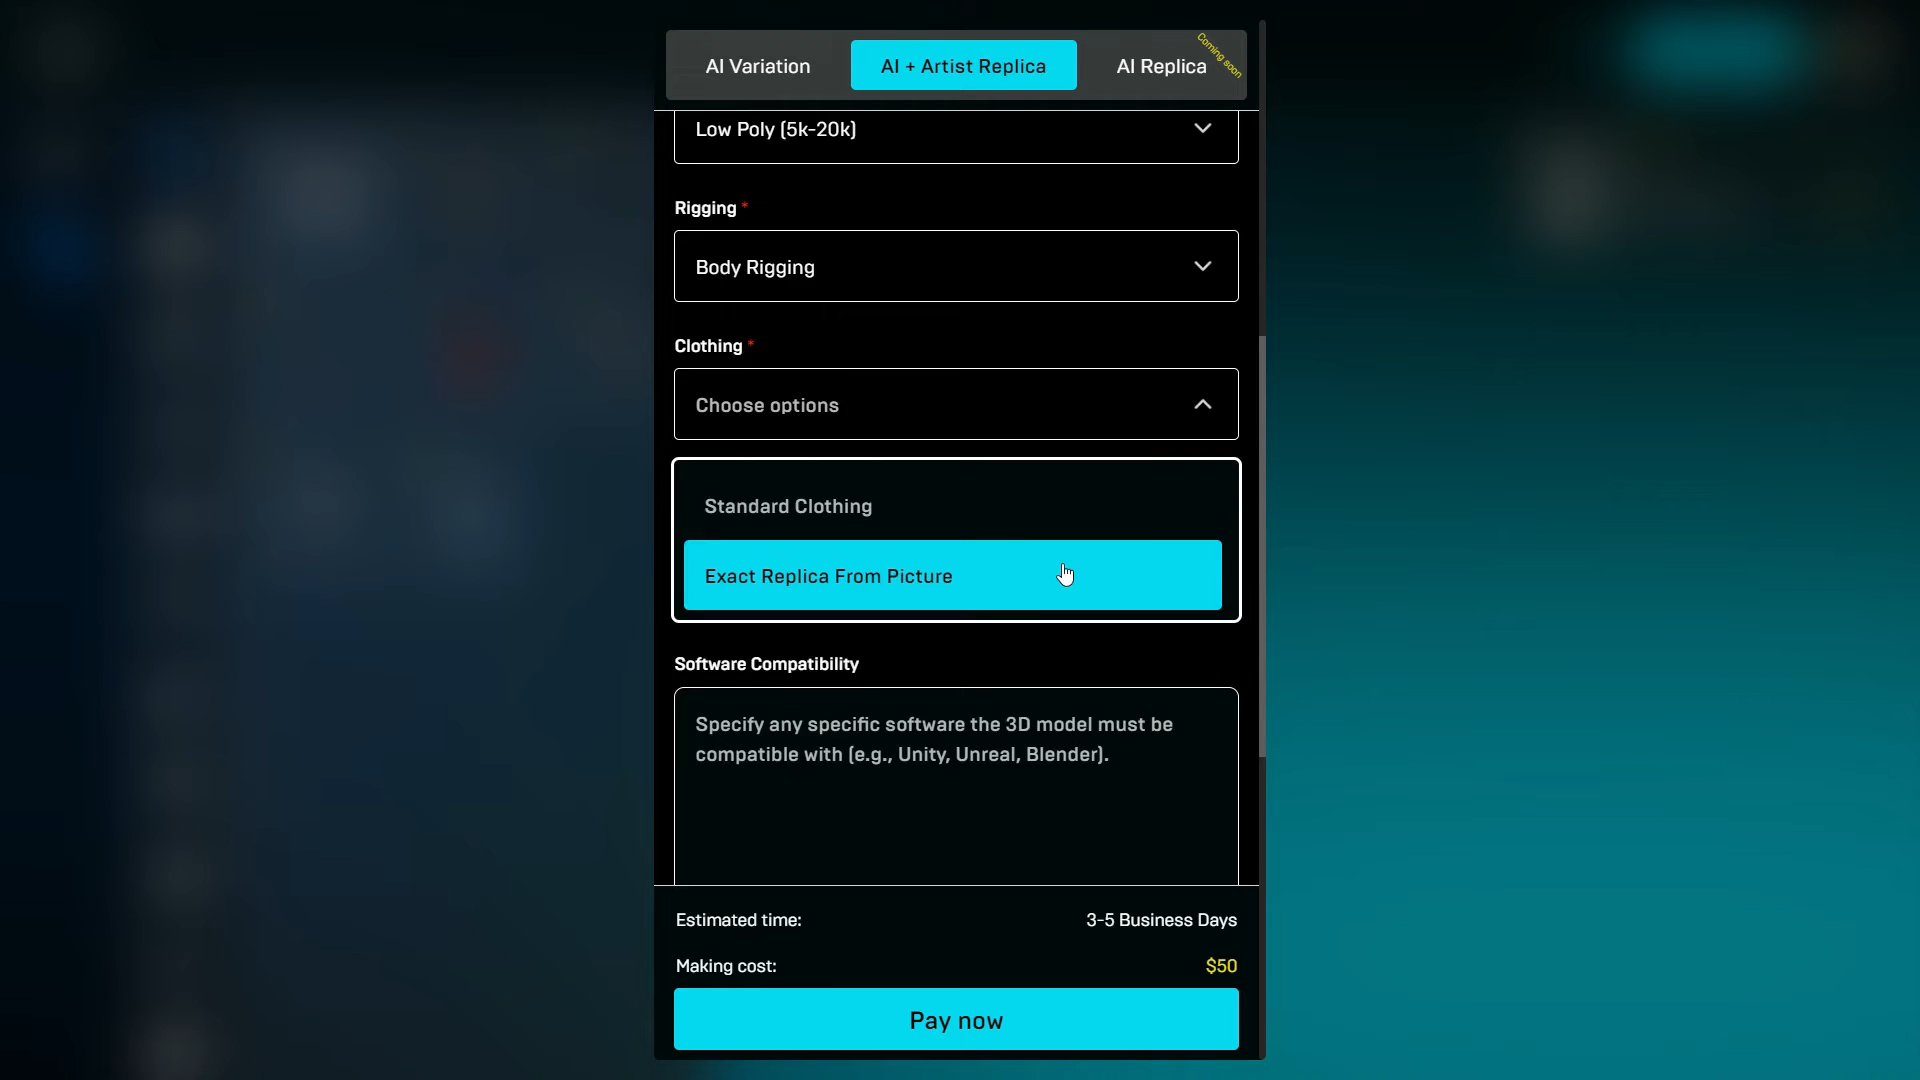 AI Variation
AI + Artist Replica
AI Replica
Coming soon
Low Poly (5k-20k)
Rigging *
Body Rigging
Clothing *
Choose options
Standard Clothing
Exact Replica From Picture
Software Compatibility
Specify any specific software the 3D model must be
compatible with (e.g., Unity, Unreal, Blender).
Estimated time:
3-5 Business Days
Making cost:
$50
Pay now